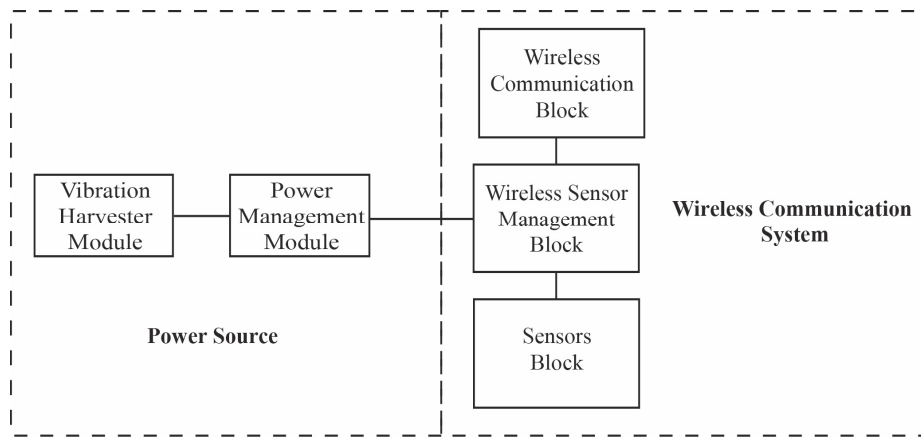 Vibration
Harvester
Module
Power
Management
Module
Power Source
Wireless
Communication
Block
Wireless Sensor
Management
Block
Sensors
Block
Wireless Communication
System